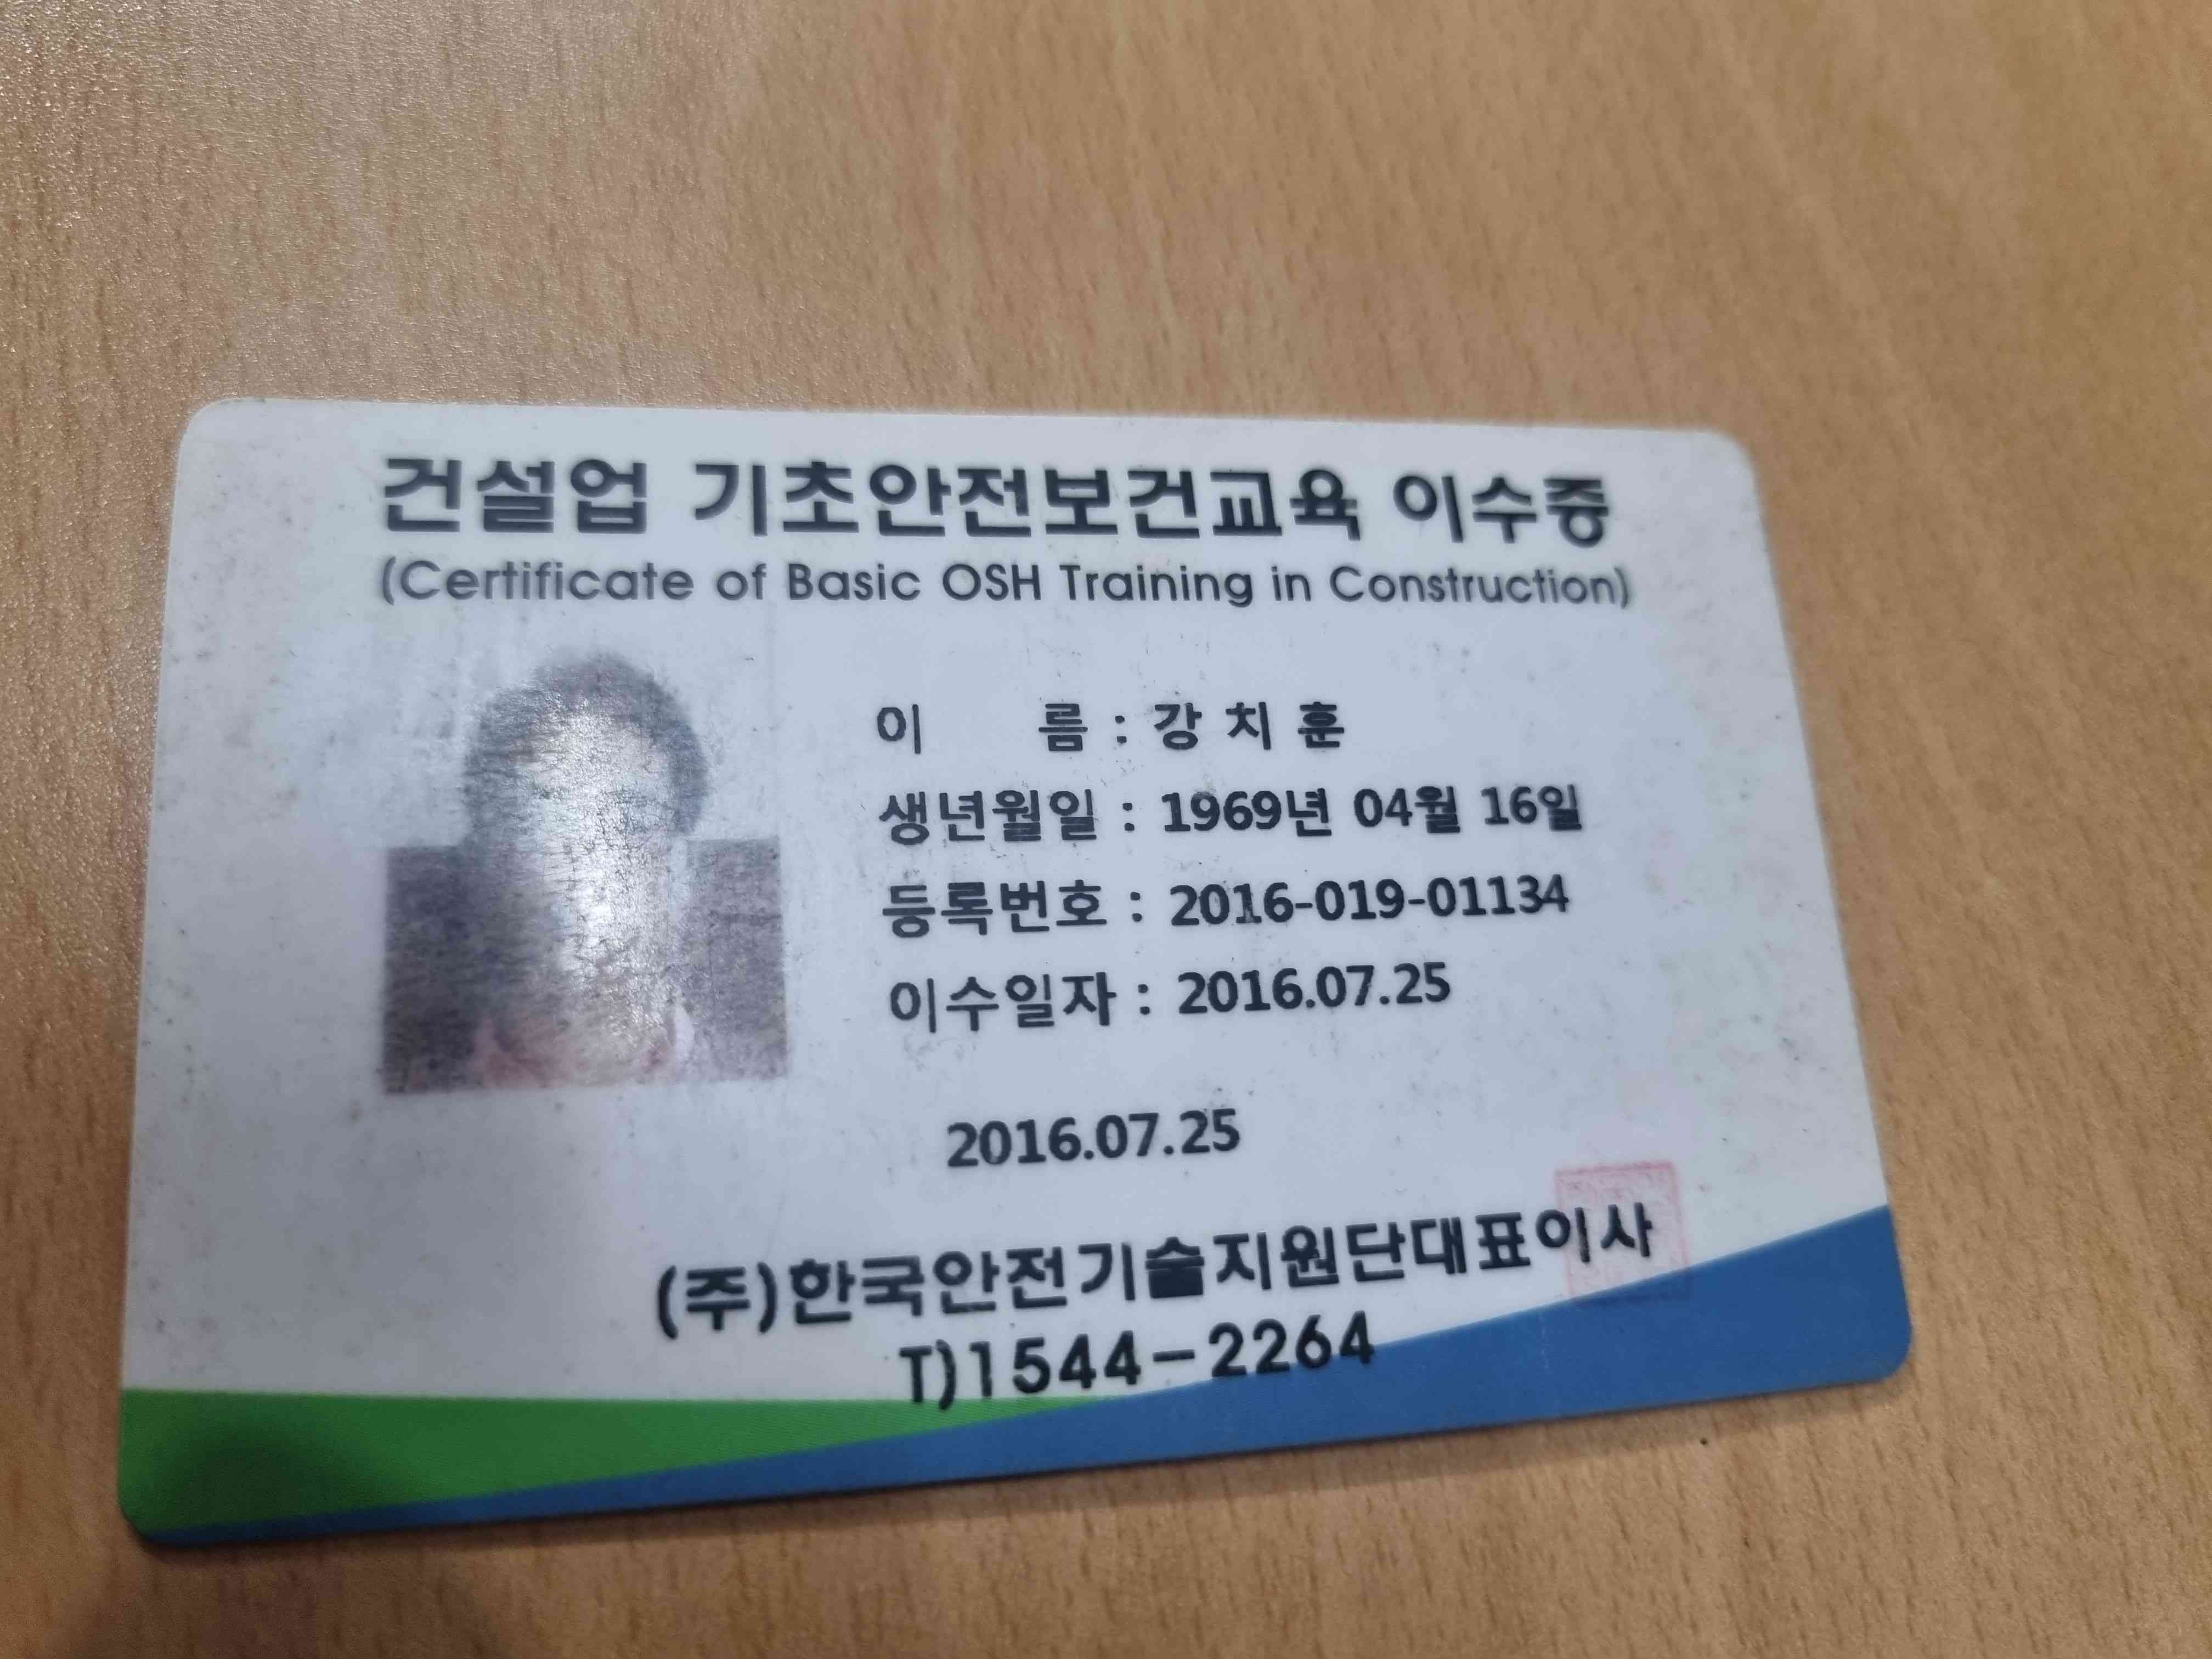 건설업 기초안전보건교육 이수증
(Certificate of Basic OSH Training in Construction)
이 름 : 강 치 훈
생년월일 : 1969년 04월 16일
등록번호 : 2016-019-01134
이수일자 : 2016.07.25
2016.07.25
(주)한국안전기술지원단대표이사
T)1544-2264